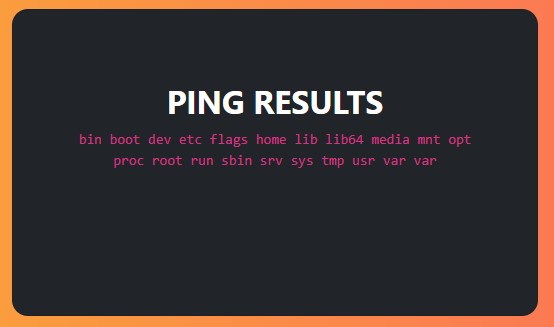 PING RESULTS
bin boot dev etc flags home lib lib64 media mnt opt
proc root run sbin srv sys tmp usr var var